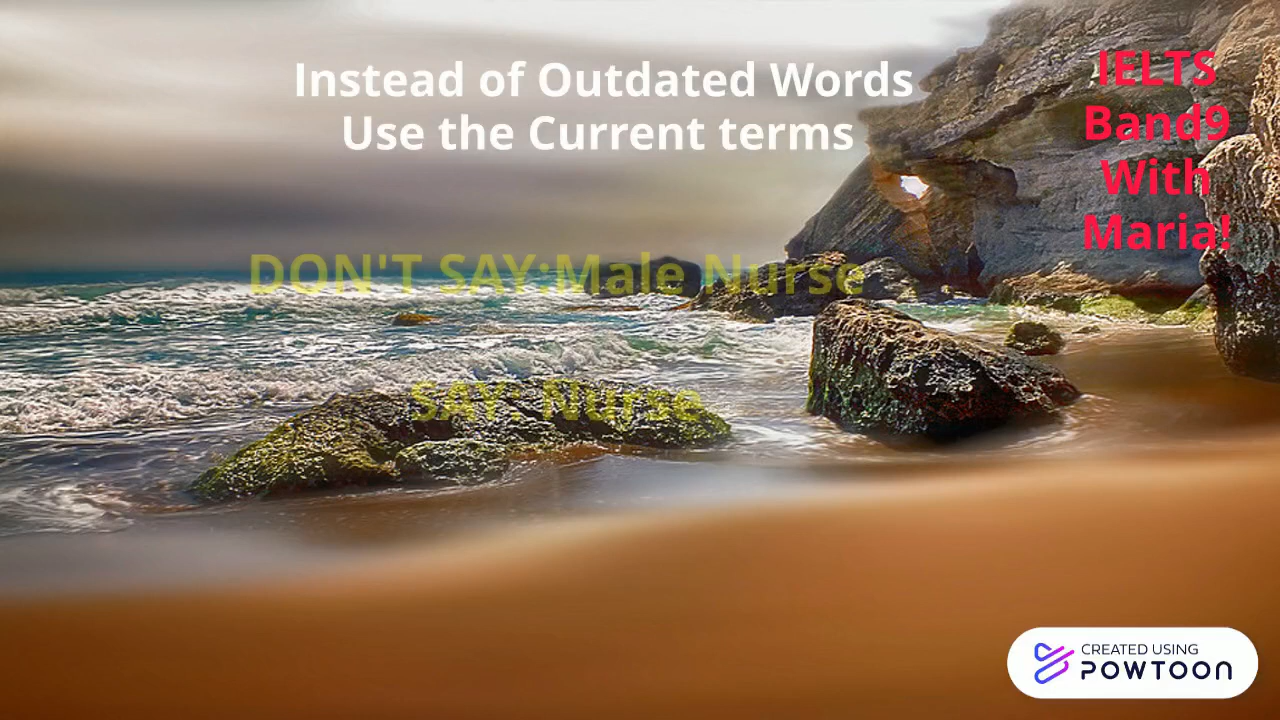 Instead of Outdated Words
Use the Current terms
IELTS
Band9
With
Maria!
DON'T SAY:Male Nurse
SAY: Nurse
CREATED USING
POWTOON